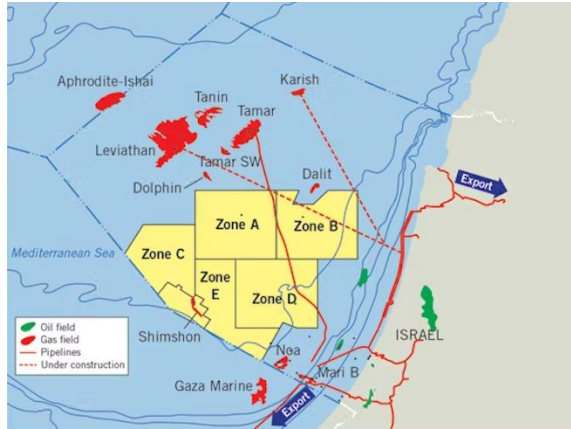 Aphrodite-Ishai
Tanin
Karish
Tamar
Leviathan
Tamar SW
Dolphin
Dalit
Export
Zone A
Zone B
Mediterranean Sea
Zone C
Zone
E
Zone D
Oil field
Gas field
Pipelines
Under construction
Shimshon
ISRAEL
Noa
Mari B
Gaza Marine
Export